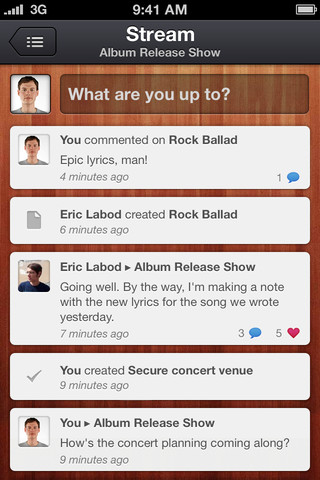 3G 9:41 AM
Stream
Album Release Show
What are you up to?
You commented on Rock Ballad
Epic lyrics, man!
4 minutes ago 1
Eric Labod created Rock Ballad
6 minutes ago
Eric Labod ▸ Album Release Show
Going well. By the way, I'm making a note
with the new lyrics for the song we wrote
yesterday.
7 minutes ago 3 5
You created Secure concert venue
9 minutes ago
You ▸ Album Release Show
How's the concert planning coming along?
9 minutes ago